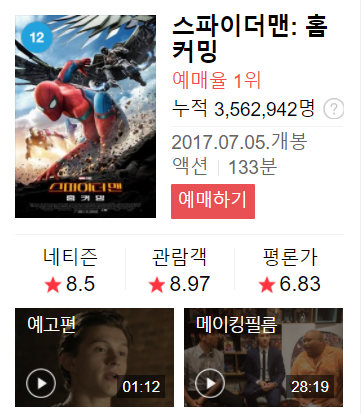 12
스파이더맨: 홈
커밍
예매율 1위
누적 3,562,942명 ?
2017.07.05.개봉
액션 133분
예매하기
스파이더맨
홈커밍
네티즌 관람객 평론가
★8.5 ★8.97 ★6.83
예고편 메이킹필름
01:12 28:19